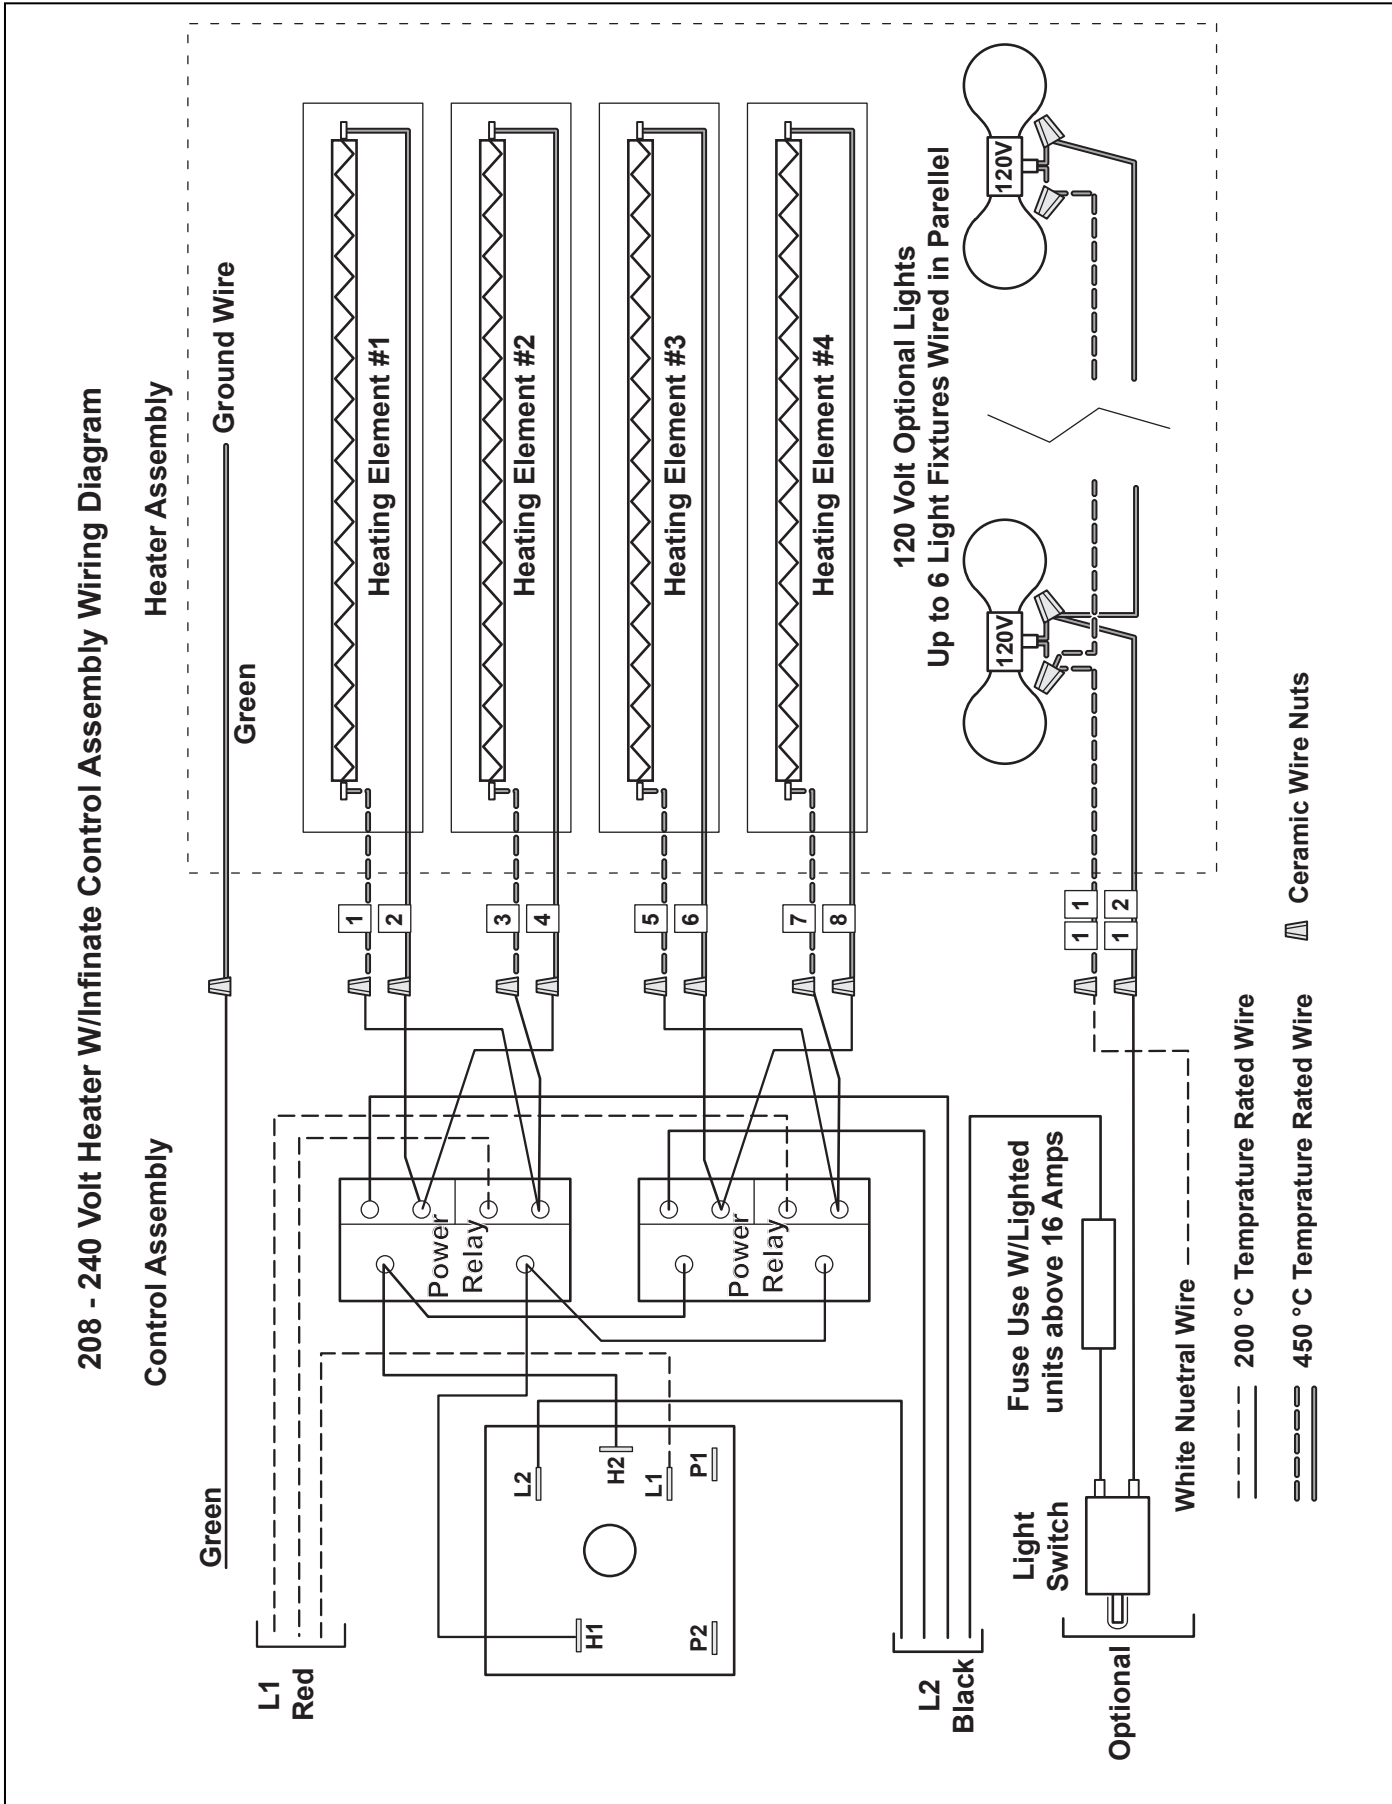 208 - 240 Volt Heater W/Infinate Control Assembly Wiring Diagram
Control Assembly
Heater Assembly
Green
Green
Ground Wire
L1
Red
H1
P2
L2
H2
L1
P1
Power
Relay
Power
Relay
1
2
3
4
5
6
7
8
1 1
1 2
Heating Element #1
Heating Element #2
Heating Element #3
Heating Element #4
120 Volt Optional Lights
Up to 6 Light Fixtures Wired in Parellel
120V
120V
L2
Black
Fuse Use W/Lighted
units above 16 Amps
Light
Switch
Optional
White Nuetral Wire
200 °C Temprature Rated Wire
450 °C Temprature Rated Wire
Ceramic Wire Nuts